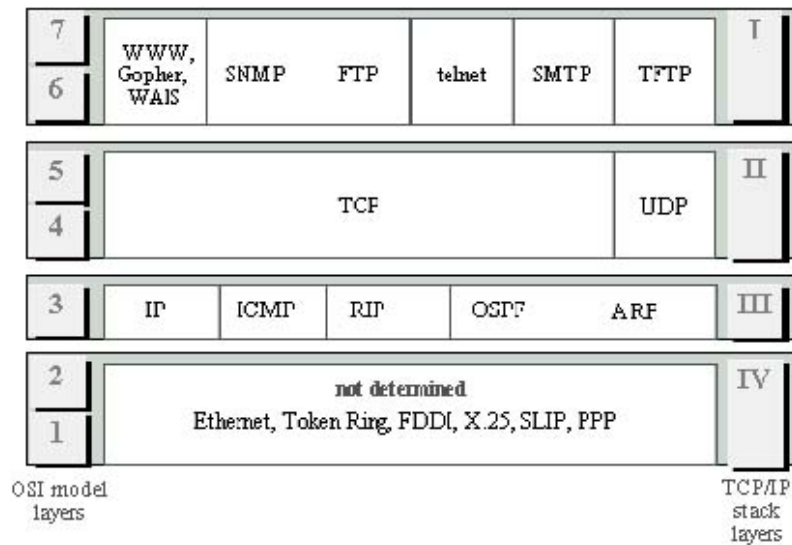 7
6
WWW,
Gopher,
WAIS
SNMP FTP telnet SMTP TFTP
I
5
4
TCP UDP
II
3 IP ICMP RIP OSPF ARP III
2
1
not determined
Ethernet, Token Ring, FDDI, X.25, SLIP, PPP
IV
OSI model
layers
TCP/IP
stack
layers